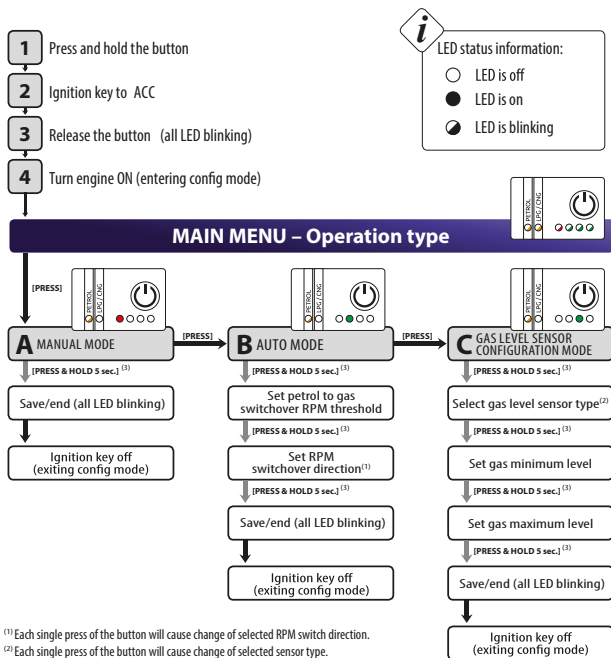 1 Press and hold the button
2 Ignition key to ACC
3 Release the button (all LED blinking)
4 Turn engine ON (entering config mode)
i
LED status information:
LED is off
LED is on
LED is blinking
PETROL
LPG / CNG
MAIN MENU – Operation type
[PRESS]
PETROL
LPG / CNG
A MANUAL MODE
[PRESS & HOLD 5 sec.] (3)
Save/end (all LED blinking)
Ignition key off
(exiting config mode)
[PRESS]
PETROL
LPG / CNG
B AUTO MODE
[PRESS & HOLD 5 sec.] (3)
Set petrol to gas
switchover RPM threshold
[PRESS & HOLD 5 sec.] (3)
Set RPM
switchover direction(1)
[PRESS & HOLD 5 sec.] (3)
Save/end (all LED blinking)
Ignition key off
(exiting config mode)
[PRESS]
PETROL
LPG / CNG
C GAS LEVEL SENSOR
CONFIGURATION MODE
[PRESS & HOLD 5 sec.] (3)
Select gas level sensor type(2)
[PRESS & HOLD 5 sec.] (3)
Set gas minimum level
[PRESS & HOLD 5 sec.] (3)
Set gas maximum level
[PRESS & HOLD 5 sec.] (3)
Save/end (all LED blinking)
Ignition key off
(exiting config mode)
(1) Each single press of the button will cause change of selected RPM switch direction.
(2) Each single press of the button will cause change of selected sensor type.